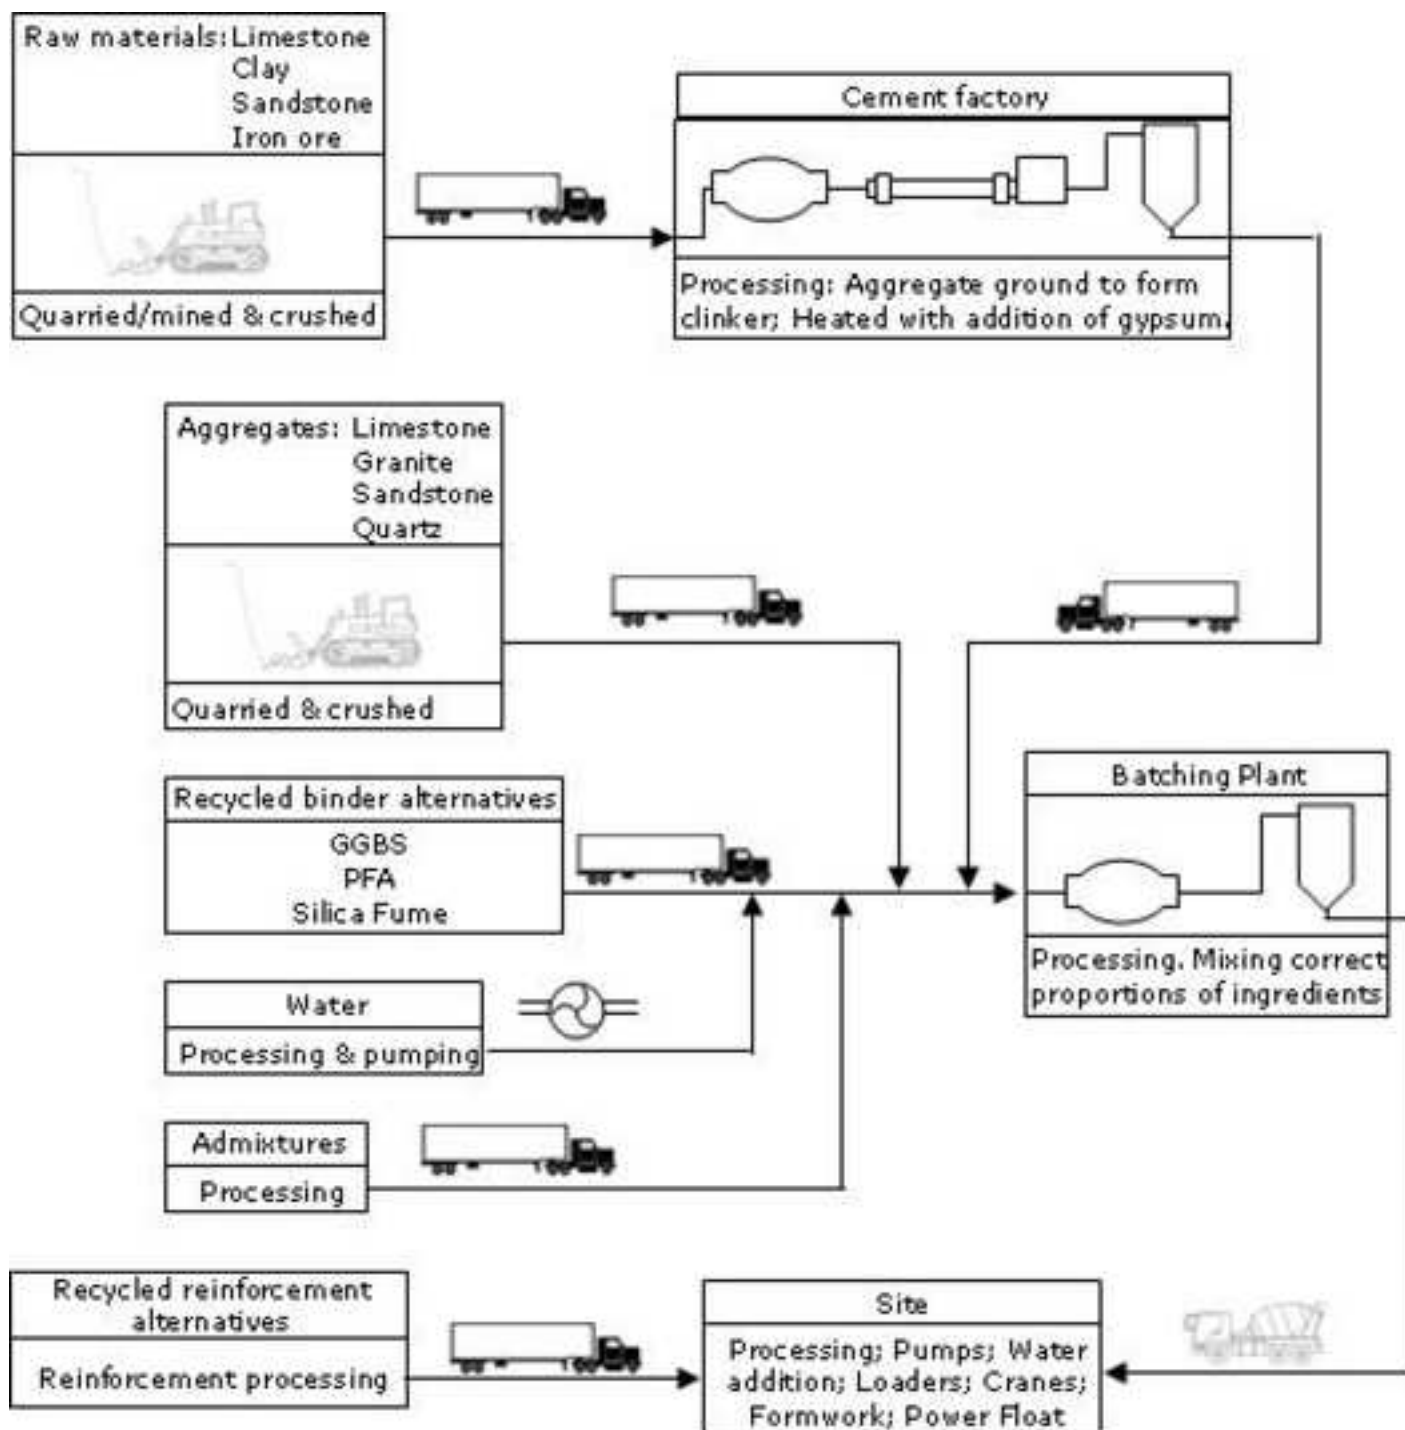 Raw materials: Limestone
Clay
Sandstone
Iron ore
Quarried/mined & crushed
Cement factory
Processing: Aggregate ground to form
clinker; Heated with addition of gypsum.
Aggregates: Limestone
Granite
Sandstone
Quartz
Quarried & crushed
Recycled binder alternatives
GGBS
PFA
Silica Fume
Batching Plant
Processing. Mixing correct
proportions of ingredients
Water
Processing & pumping
Admixtures
Processing
Recycled reinforcement
alternatives
Reinforcement processing
Site
Processing; Pumps; Water
addition; Loaders; Cranes;
Formwork; Power Float